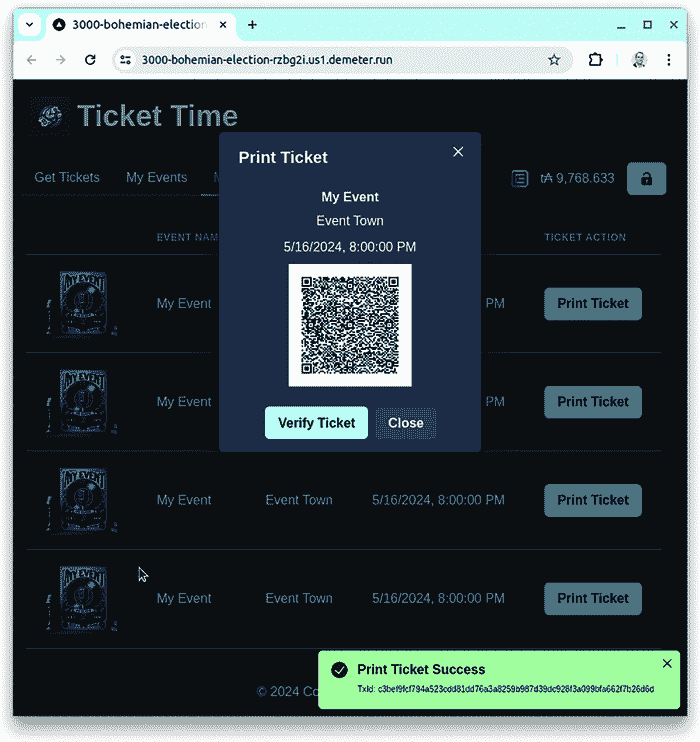 3000-bohemian-election
3000-bohemian-election-rzbg2i.us1.demeter.run
Ticket Time
Get Tickets My Events
t₳ 9,768.633
Print Ticket
My Event
Event Town
5/16/2024, 8:00:00 PM
Verify Ticket Close
EVENT NAM TICKET ACTION
My Event PM Print Ticket
My Event PM Print Ticket
My Event Event Town 5/16/2024, 8:00:00 PM Print Ticket
My Event Event Town 5/16/2024, 8:00:00 PM Print Ticket
© 2024 Co
Print Ticket Success